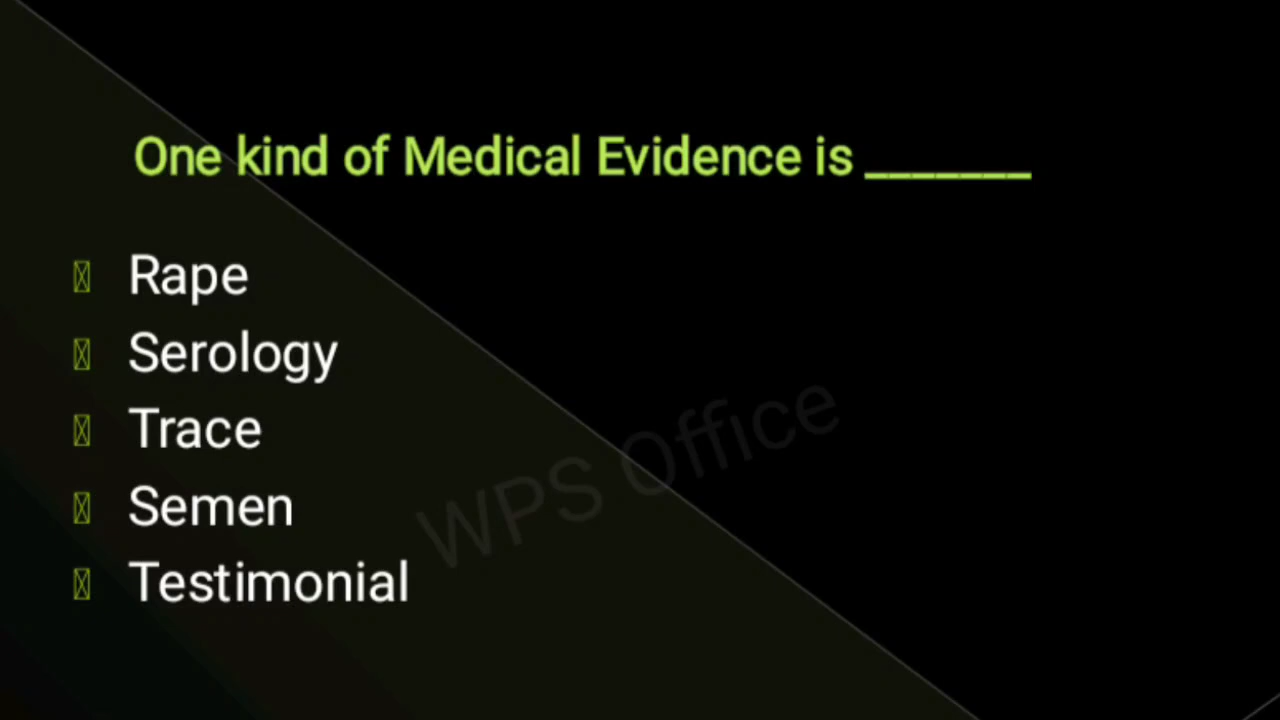 One kind of Medical Evidence is _______
Rape
Serology
Trace
Semen
Testimonial
WPS Office